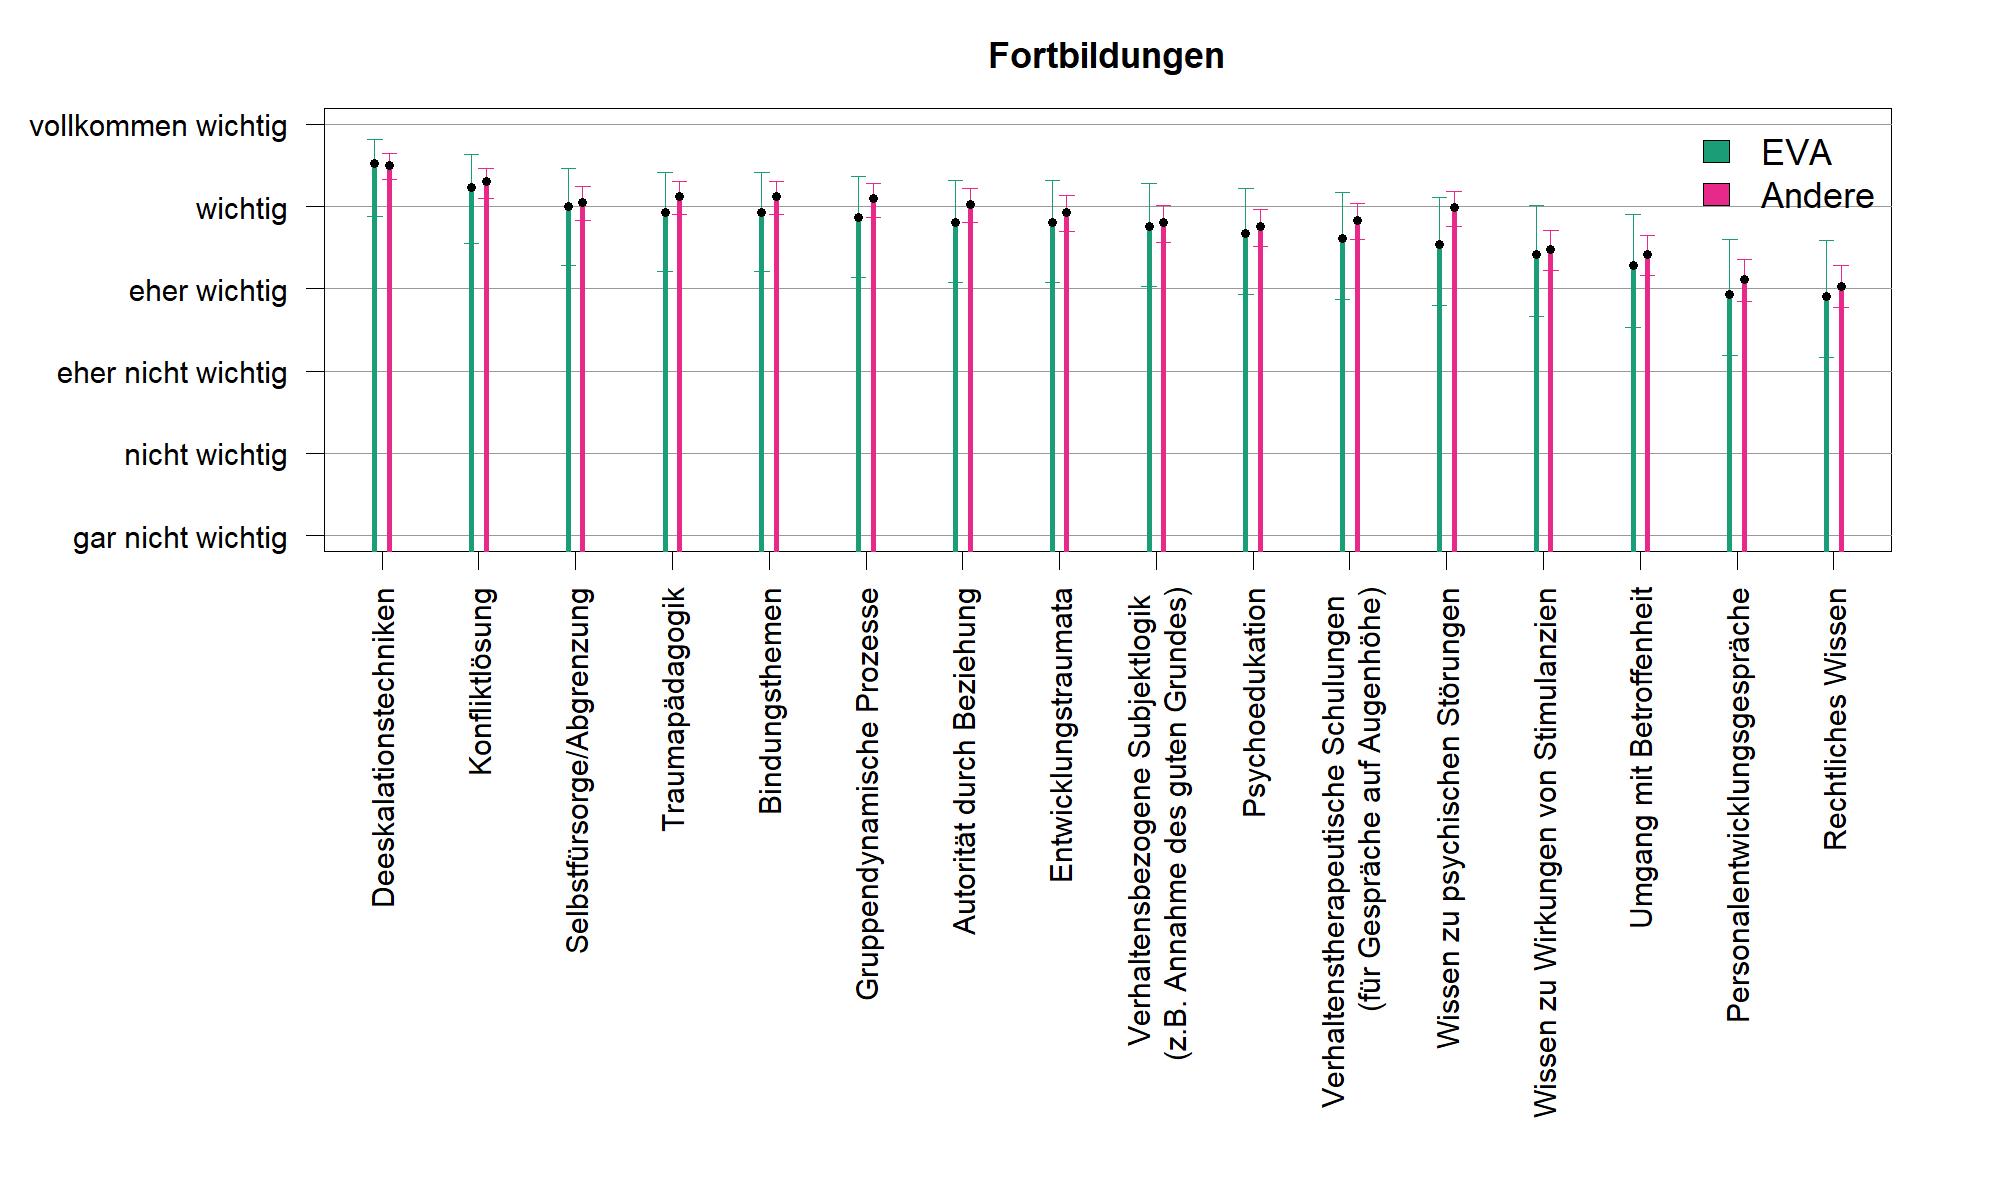 Fortbildungen
vollkommen wichtig
wichtig
eher wichtig
eher nicht wichtig
nicht wichtig
gar nicht wichtig
EVA
Andere
Deeskalationstechniken
Konfliktlösung
Selbstfürsorge/Abgrenzung
Traumapädagogik
Bindungsthemen
Gruppendynamische Prozesse
Autorität durch Beziehung
Entwicklungstraumata
Verhaltensbezogene Subjektlogik
(z.B. Annahme des guten Grundes)
Psychoedukation
Verhaltenstherapeutische Schulungen
(für Gespräche auf Augenhöhe)
Wissen zu psychischen Störungen
Wissen zu Wirkungen von Stimulanzien
Umgang mit Betroffenheit
Personalentwicklungsgespräche
Rechtliches Wissen